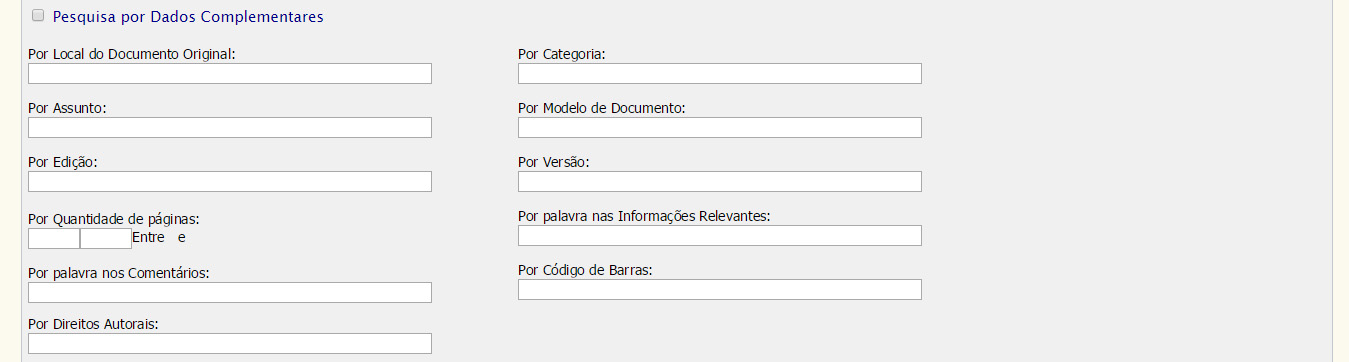 Pesquisa por Dados Complementares
Por Local do Documento Original:
Por Categoria:
Por Assunto:
Por Modelo de Documento:
Por Edição:
Por Versão:
Por Quantidade de páginas:
Por palavra nas Informações Relevantes:
Entre e
Por palavra nos Comentários:
Por Código de Barras:
Por Direitos Autorais: